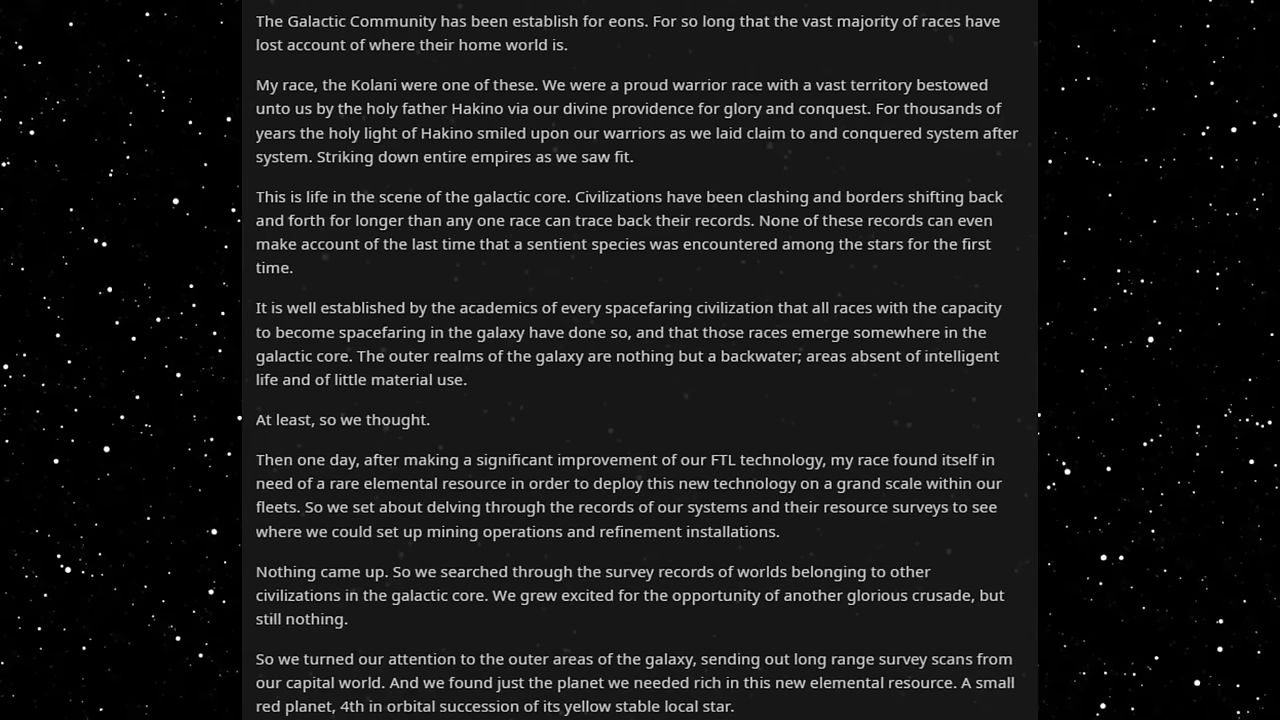 The Galactic Community has been establish for eons. For so long that the vast majority of races have
lost account of where their home world is.
My race, the Kolani were one of these. We were a proud warrior race with a vast territory bestowed
unto us by the holy father Hakino via our divine providence for glory and conquest. For thousands of
years the holy light of Hakino smiled upon our warriors as we laid claim to and conquered system after
system. Striking down entire empires as we saw fit.
This is life in the scene of the galactic core. Civilizations have been clashing and borders shifting back
and forth for longer than any one race can trace back their records. None of these records can even
make account of the last time that a sentient species was encountered among the stars for the first
time.
It is well established by the academics of every spacefaring civilization that all races with the capacity
to become spacefaring in the galaxy have done so, and that those races emerge somewhere in the
galactic core. The outer realms of the galaxy are nothing but a backwater; areas absent of intelligent
life and of little material use.
At least, so we thought.
Then one day, after making a significant improvement of our FTL technology, my race found itself in
need of a rare elemental resource in order to deploy this new technology on a grand scale within our
fleets. So we set about delving through the records of our systems and their resource surveys to see
where we could set up mining operations and refinement installations.
Nothing came up. So we searched through the survey records of worlds belonging to other
civilizations in the galactic core. We grew excited for the opportunity of another glorious crusade, but
still nothing.
So we turned our attention to the outer areas of the galaxy, sending out long range survey scans from
our capital world. And we found just the planet we needed rich in this new elemental resource. A small
red planet, 4th in orbital succession of its yellow stable local star.